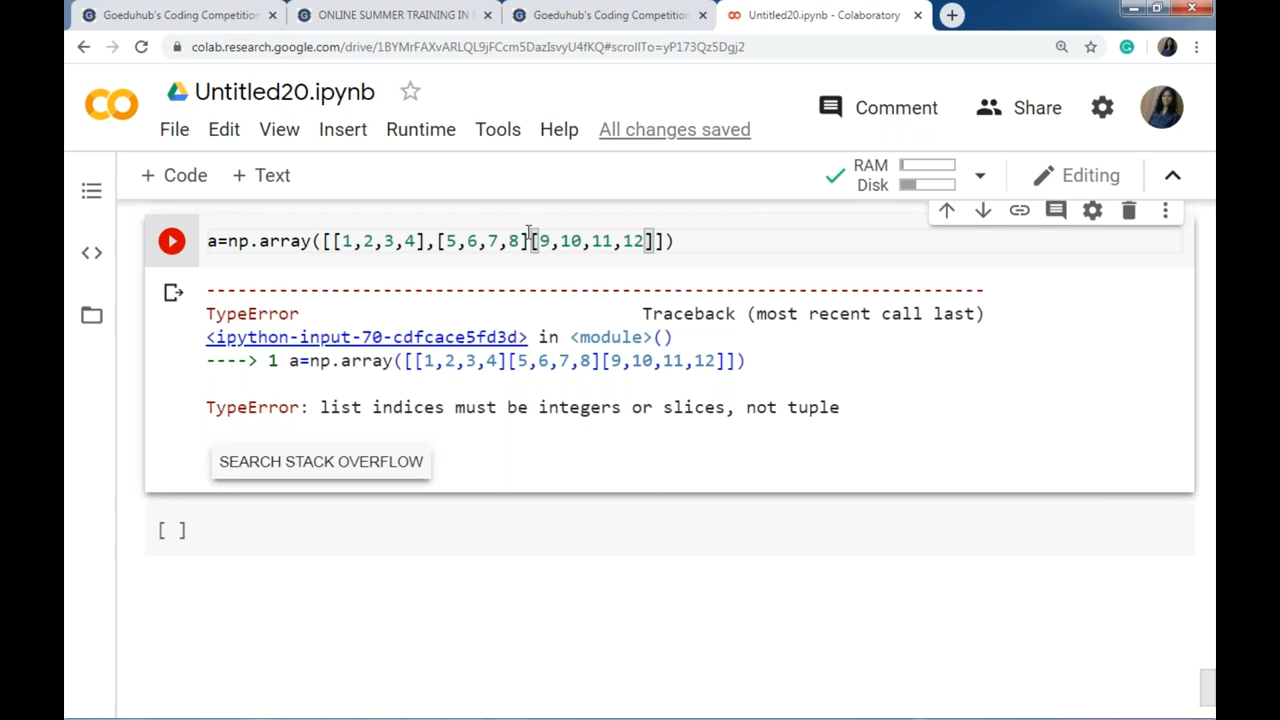 Goeduhub's Coding Competition
ONLINE SUMMER TRAINING IN
Goeduhub's Coding Competition
Untitled20.ipynb - Colaboratory
colab.research.google.com/drive/1BYMrFAXvARLQL9jFCcm5DazIsvyU4fKQ#scrollTo=yP173Qz5Dgj2
Untitled20.ipynb
Comment
Share
File Edit View Insert Runtime Tools Help All changes saved
+ Code + Text
RAM
Disk
Editing
a=np.array([[1,2,3,4],[5,6,7,8][9,10,11,12]])
---------------------------------------------------------------------------
TypeError Traceback (most recent call last)
<ipython-input-70-cdfcace5fd3d> in <module>()
----> 1 a=np.array([[1,2,3,4][5,6,7,8][9,10,11,12]])
TypeError: list indices must be integers or slices, not tuple
SEARCH STACK OVERFLOW
[ ]